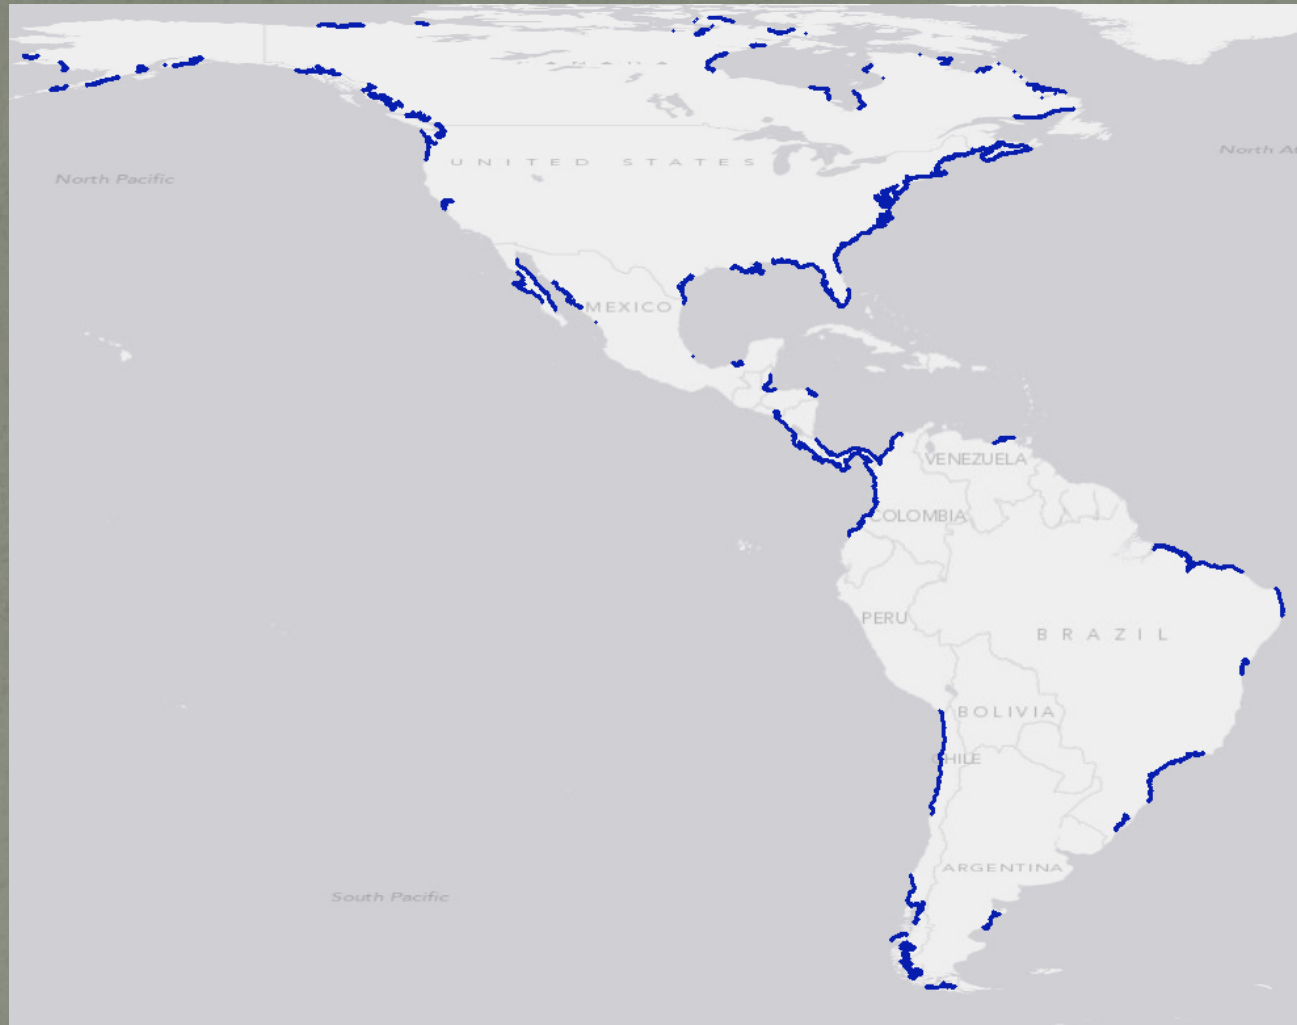 CANADA
UNITED STATES
North At
North Pacific
MEXICO
VENEZUELA
COLOMBIA
PERU
BRAZIL
BOLIVIA
CHILE
ARGENTINA
South Pacific